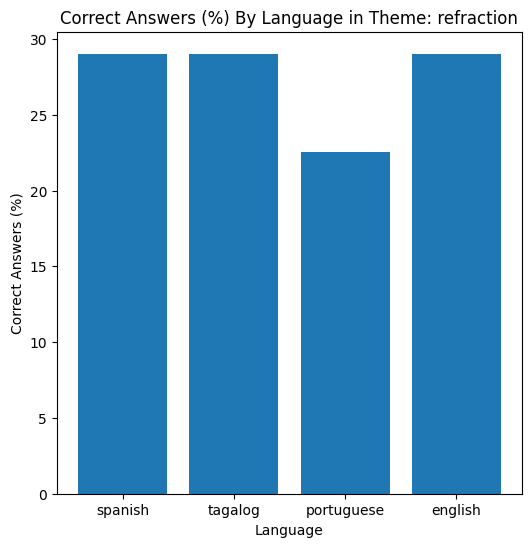 Correct Answers (%) By Language in Theme: refraction
30
25
20
15
10
5
0
Correct Answers (%)
spanish tagalog portuguese english
Language